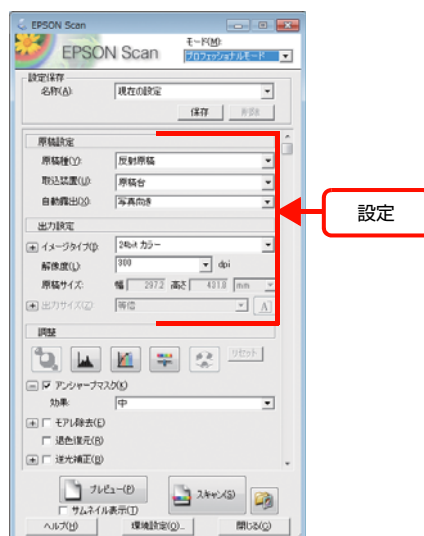 EPSON Scan
EPSON Scan
モード(M):
プロフェッショナルモード
設定保存
名称(A):
現在の設定
保存
削除
原稿設定
原稿種(Y):
反射原稿
取込装置(U):
原稿台
自動露出(X):
写真向き
設定
出力設定
イメージタイプ(I):
24bit カラー
解像度(L):
300
dpi
原稿サイズ:
幅
297.2
高さ
431.8
mm
出力サイズ(Z):
等倍
調整
リセット
アンシャープマスク(K)
効果:
中
モアレ除去(E)
退色復元(R)
逆光補正(B)
プレビュー(P)
スキャン(S)
サムネイル表示(T)
ヘルプ(H)
環境設定(O)...
閉じる(C)